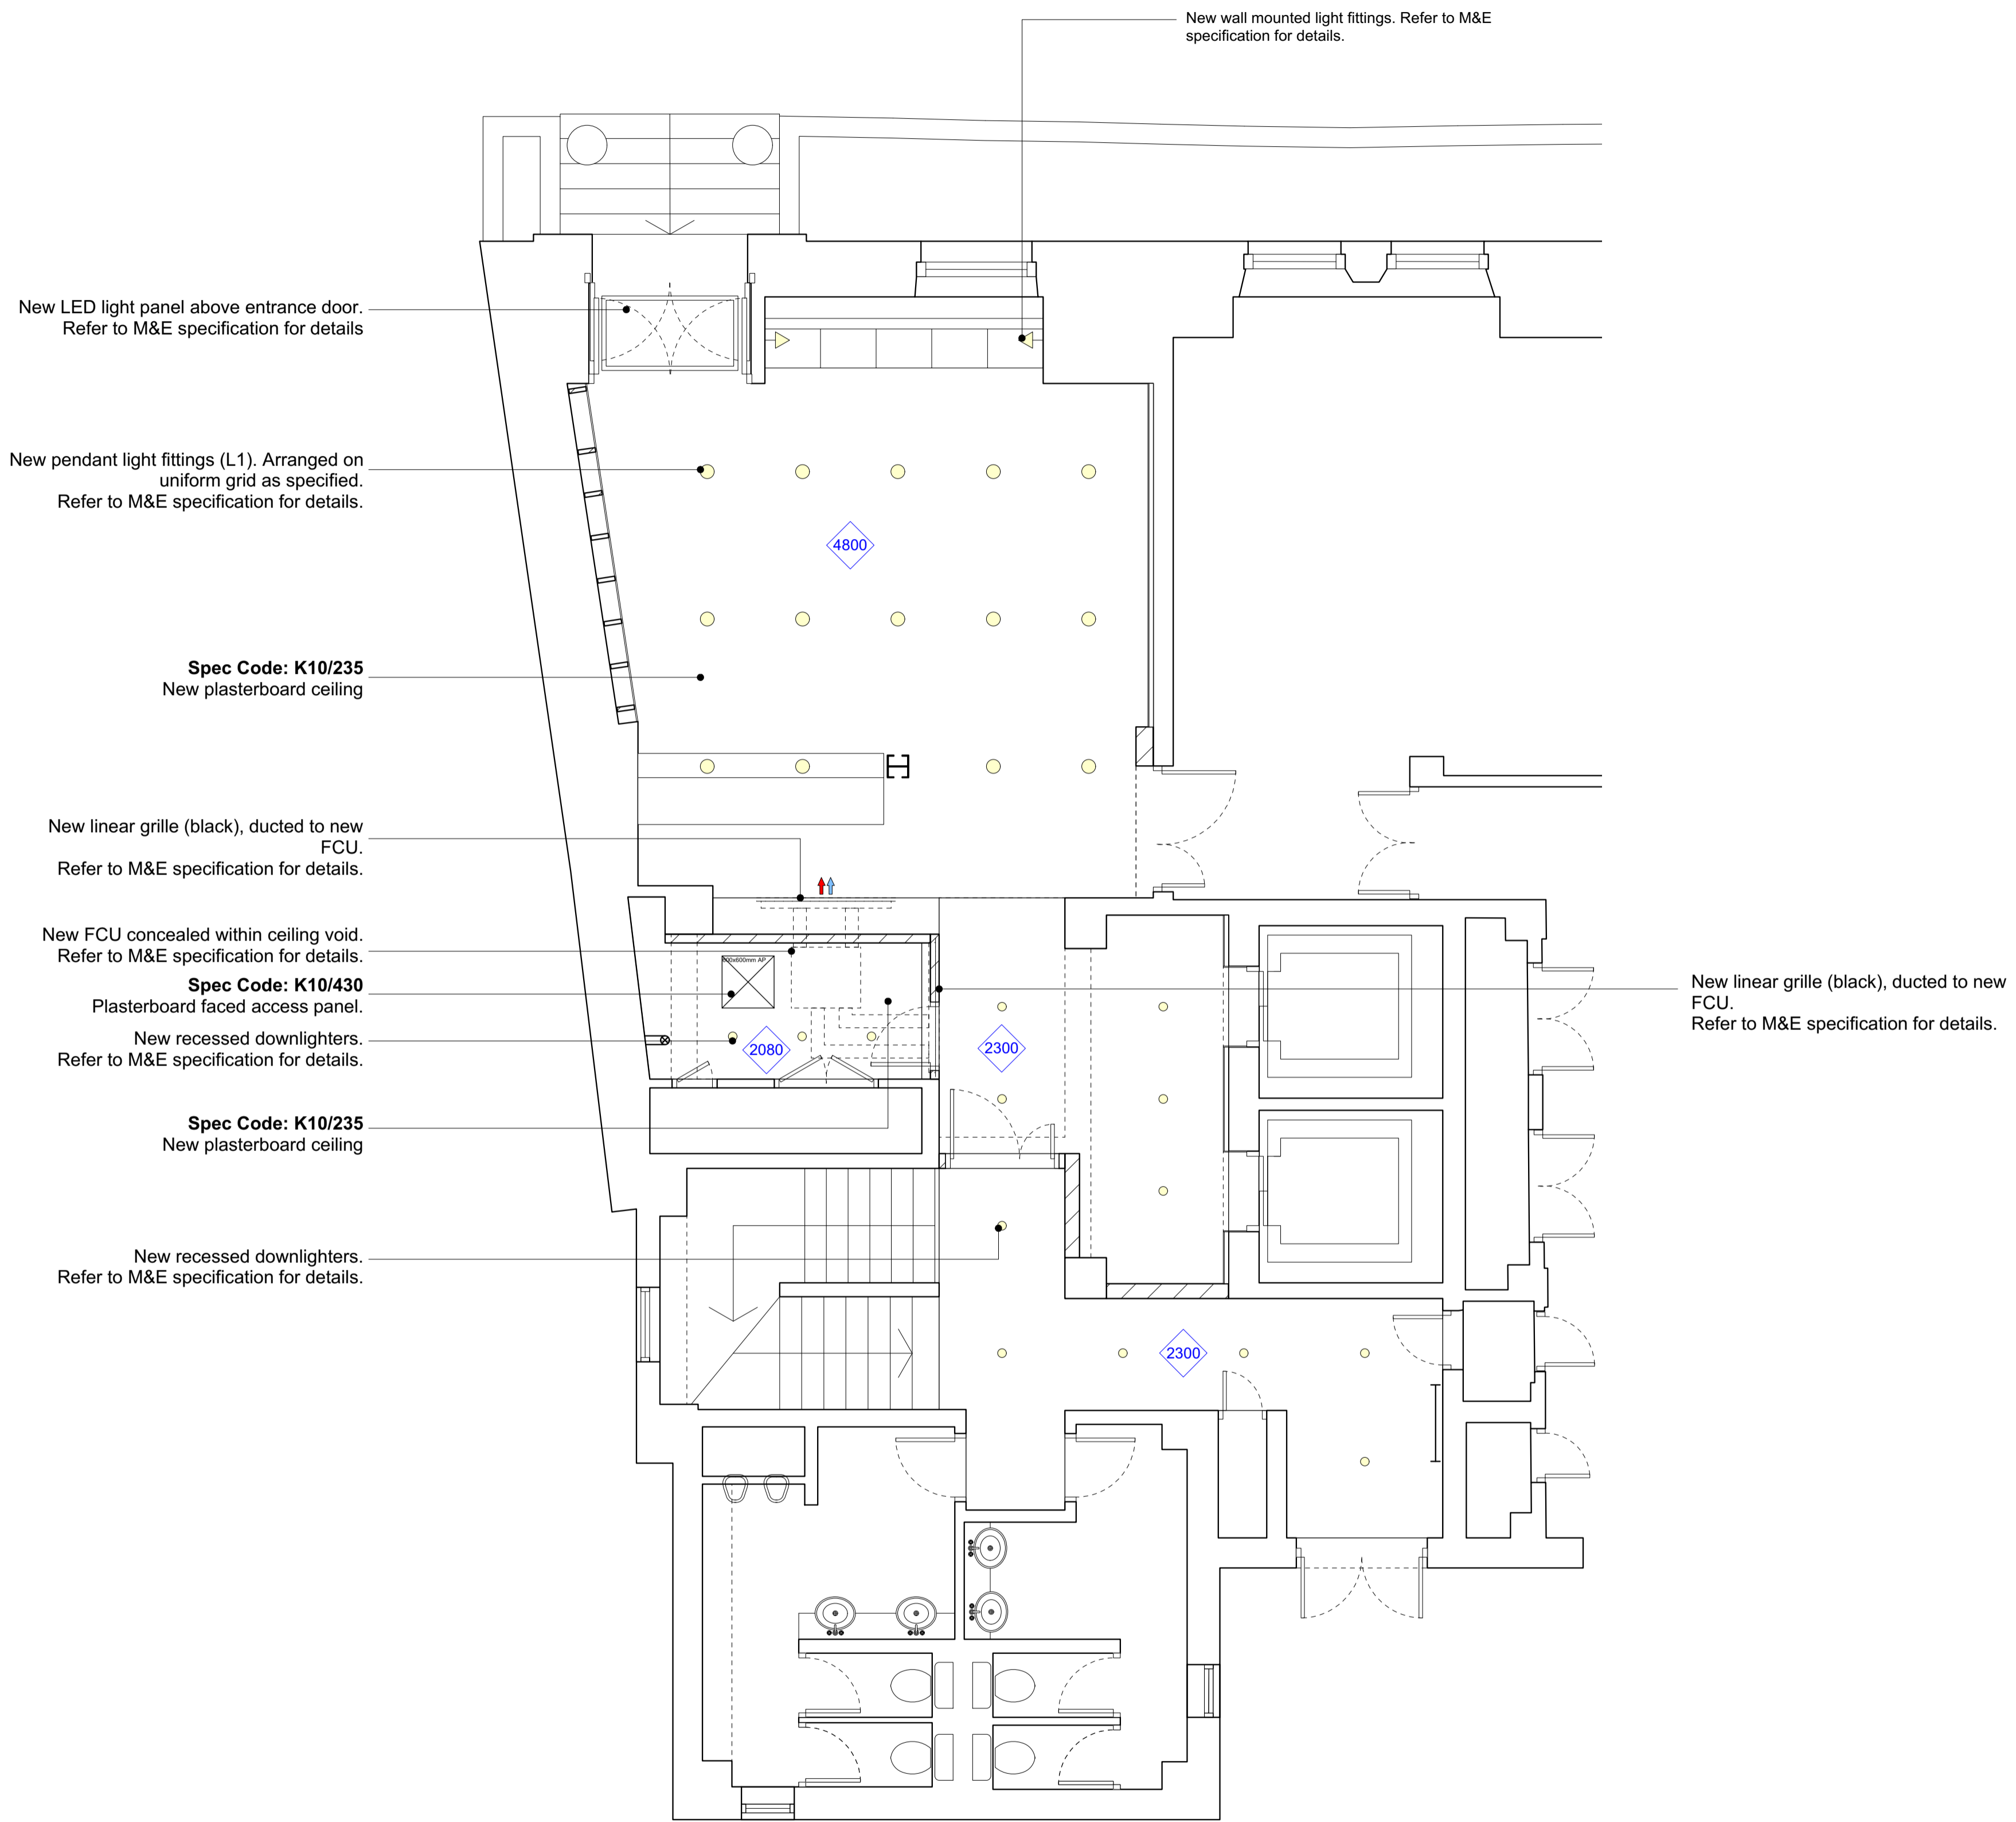 New wall mounted light fittings. Refer to M&E
specification for details.
New LED light panel above entrance door.
Refer to M&E specification for details
New pendant light fittings (L1). Arranged on
uniform grid as specified.
Refer to M&E specification for details.
4800
Spec Code: K10/235
New plasterboard ceiling
New linear grille (black), ducted to new
FCU.
Refer to M&E specification for details.
New FCU concealed within ceiling void.
Refer to M&E specification for details.
600x600mm AP
Spec Code: K10/430
Plasterboard faced access panel.
New linear grille (black), ducted to new
FCU.
Refer to M&E specification for details.
New recessed downlighters.
Refer to M&E specification for details.
2080
2300
Spec Code: K10/235
New plasterboard ceiling
New recessed downlighters.
Refer to M&E specification for details.
2300